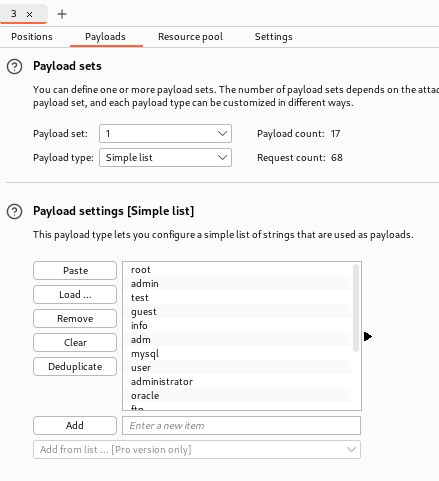 3 × +
Positions Payloads Resource pool Settings
? Payload sets
You can define one or more payload sets. The number of payload sets depends on the attac
payload set, and each payload type can be customized in different ways.
Payload set: 1 Payload count: 17
Payload type: Simple list Request count: 68
? Payload settings [Simple list]
This payload type lets you configure a simple list of strings that are used as payloads.
Paste
Load ...
Remove
Clear
Deduplicate
root
admin
test
guest
info
adm
mysql
user
administrator
oracle
ftp
Add Enter a new item
Add from list ... [Pro version only]